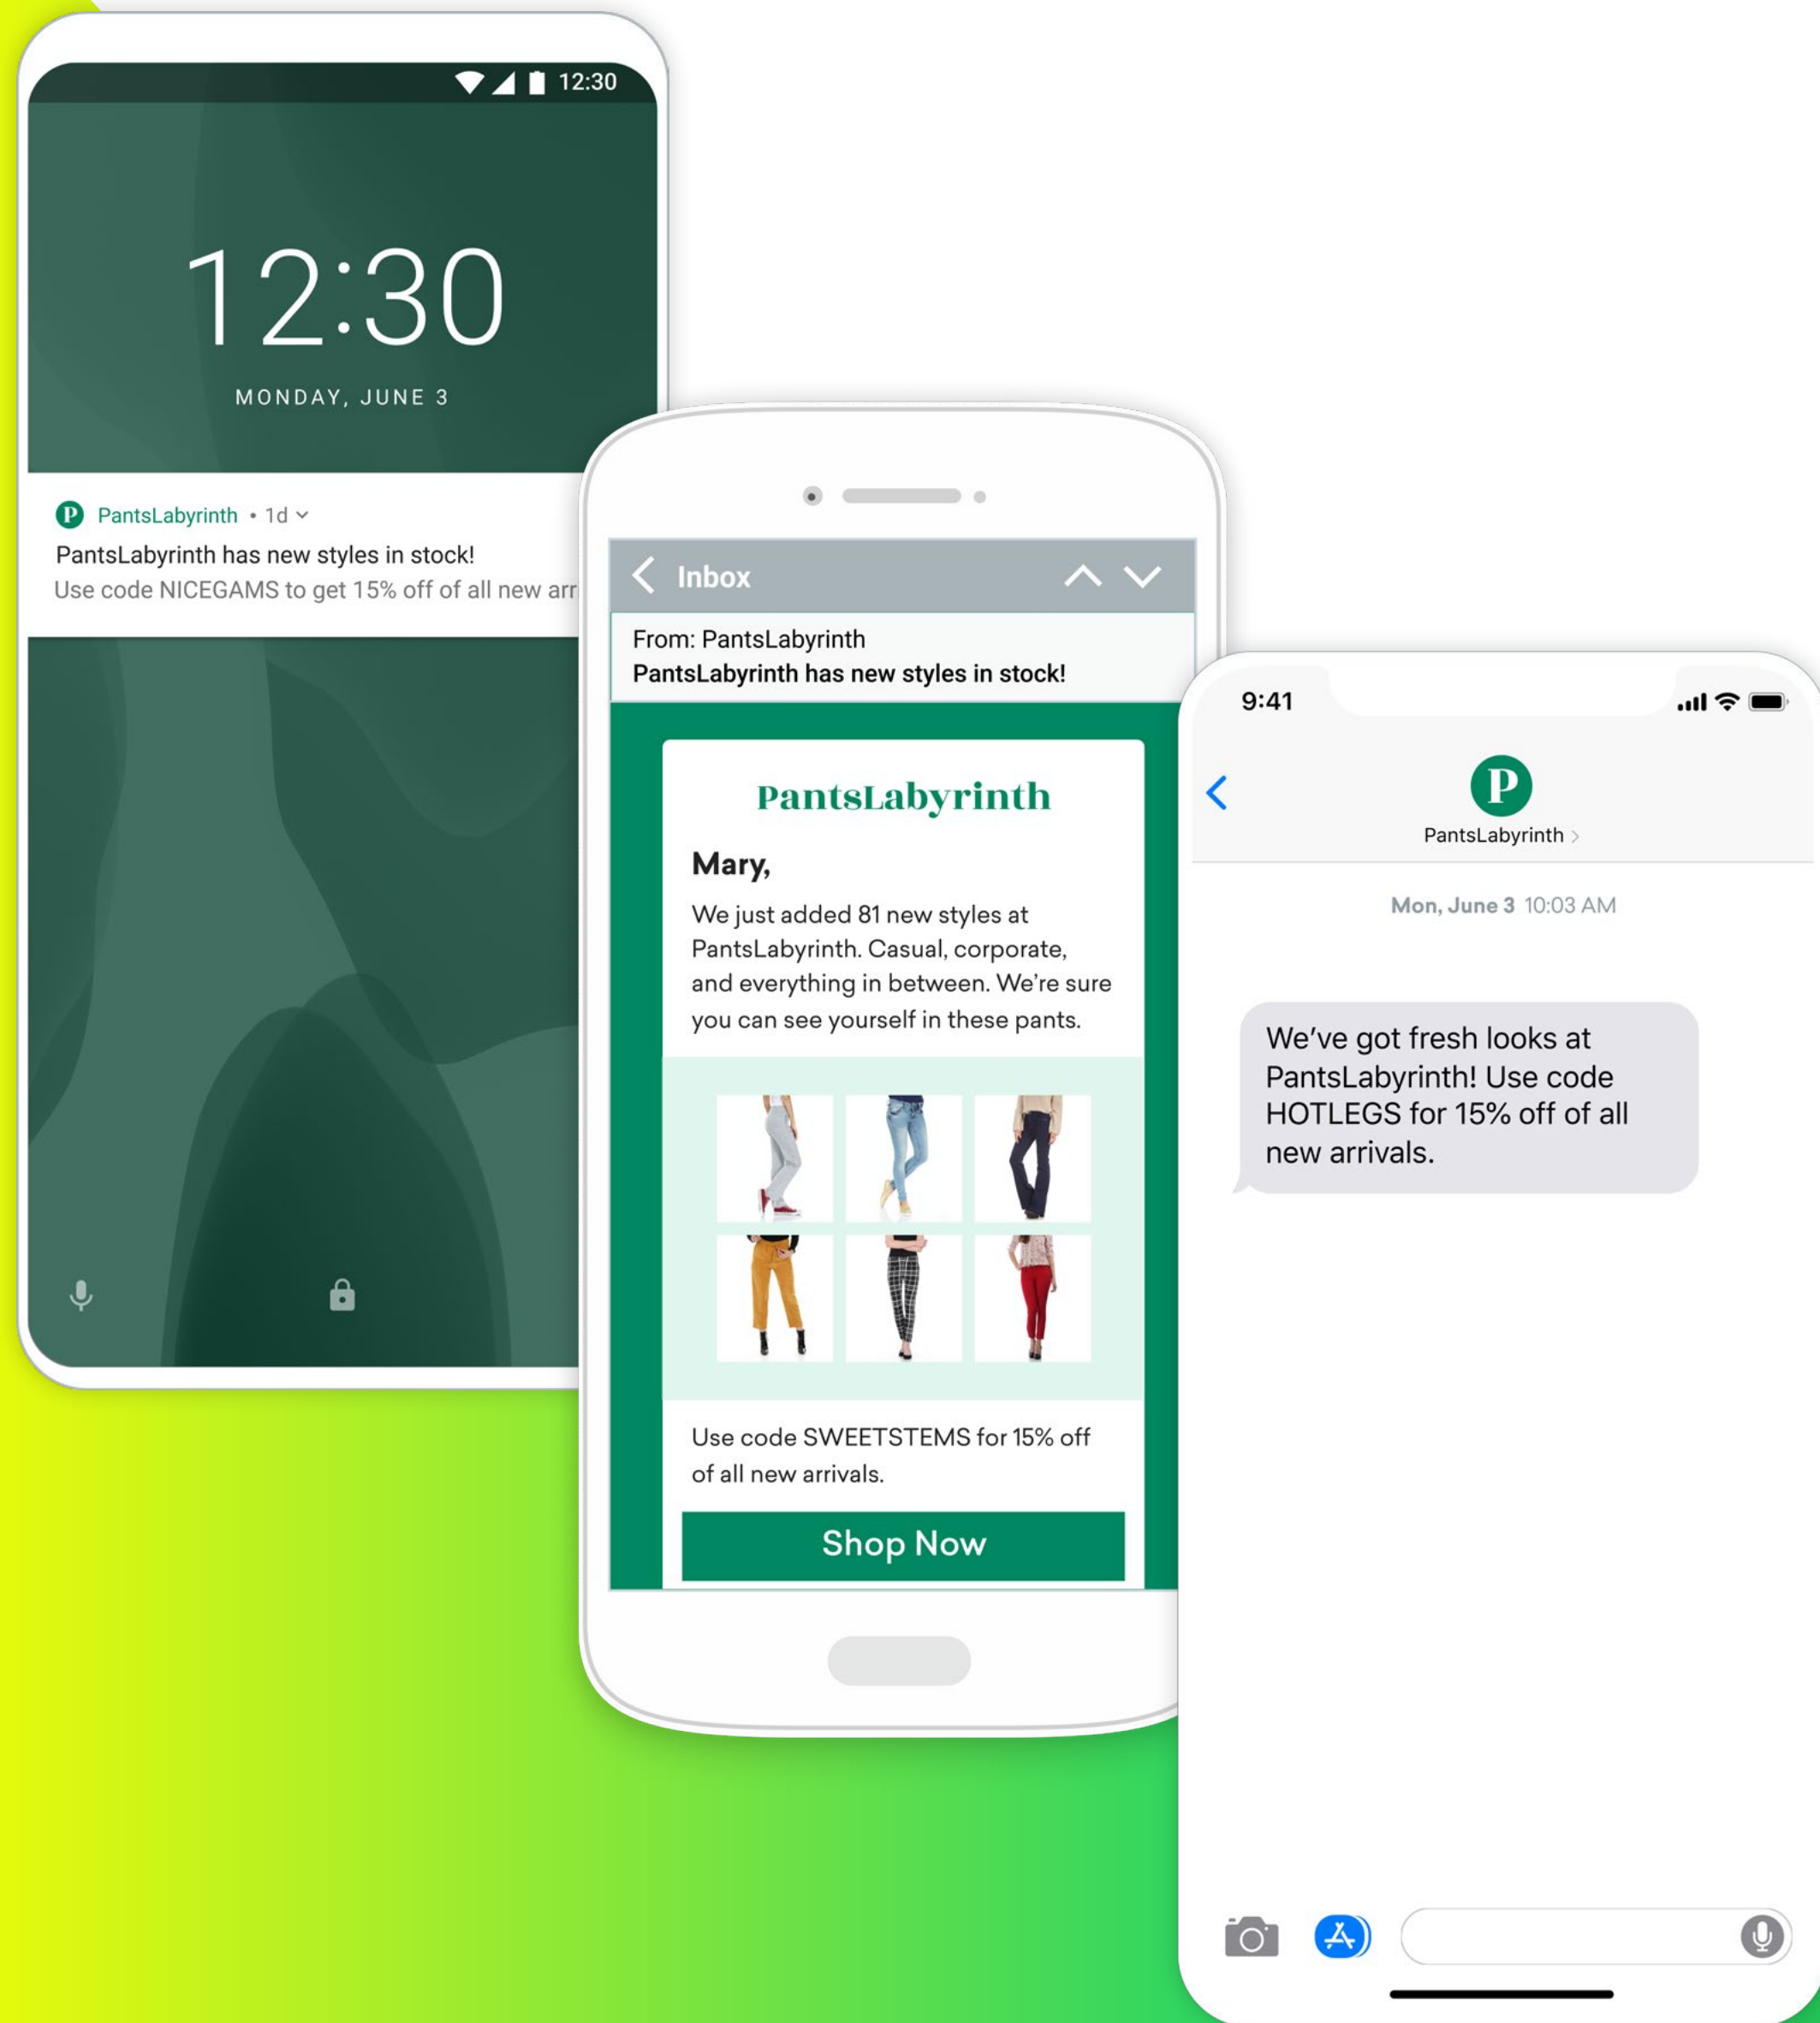 12:30
12:30
MONDAY, JUNE 3
P PantsLabyrinth • 1d
PantsLabyrinth has new styles in stock!
Use code NICEGAMS to get 15% off of all new
Inbox
From: PantsLabyrinth
PantsLabyrinth has new styles in stock!
PantsLabyrinth
Mary,
We just added 81 new styles at
PantsLabyrinth. Casual, corporate,
and everything in between. We're sure
you can see yourself in these pants.
Use code SWEETSTEMS for 15% off
of all new arrivals.
Shop Now
9:41
P
PantsLabyrinth
Mon, June 3 10:03 AM
We've got fresh looks at
PantsLabyrinth! Use code
HOTLEGS for 15% off of all
new arrivals.